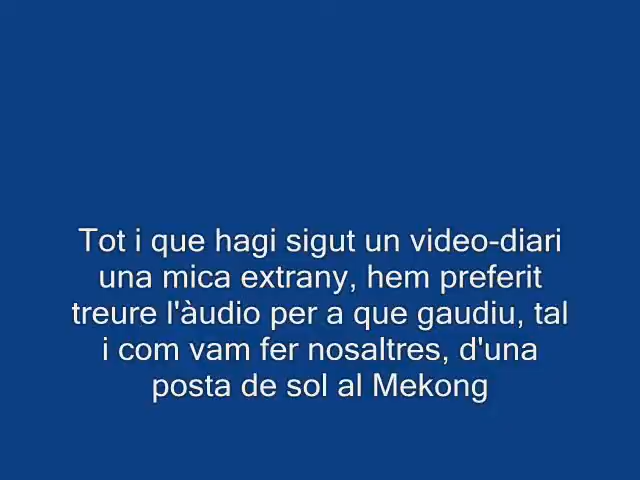 Tot i que hagi sigut un video-diari
una mica extrany, hem preferit
treure l'àudio per a que gaudiu, tal
i com vam fer nosaltres, d'una
posta de sol al Mekong